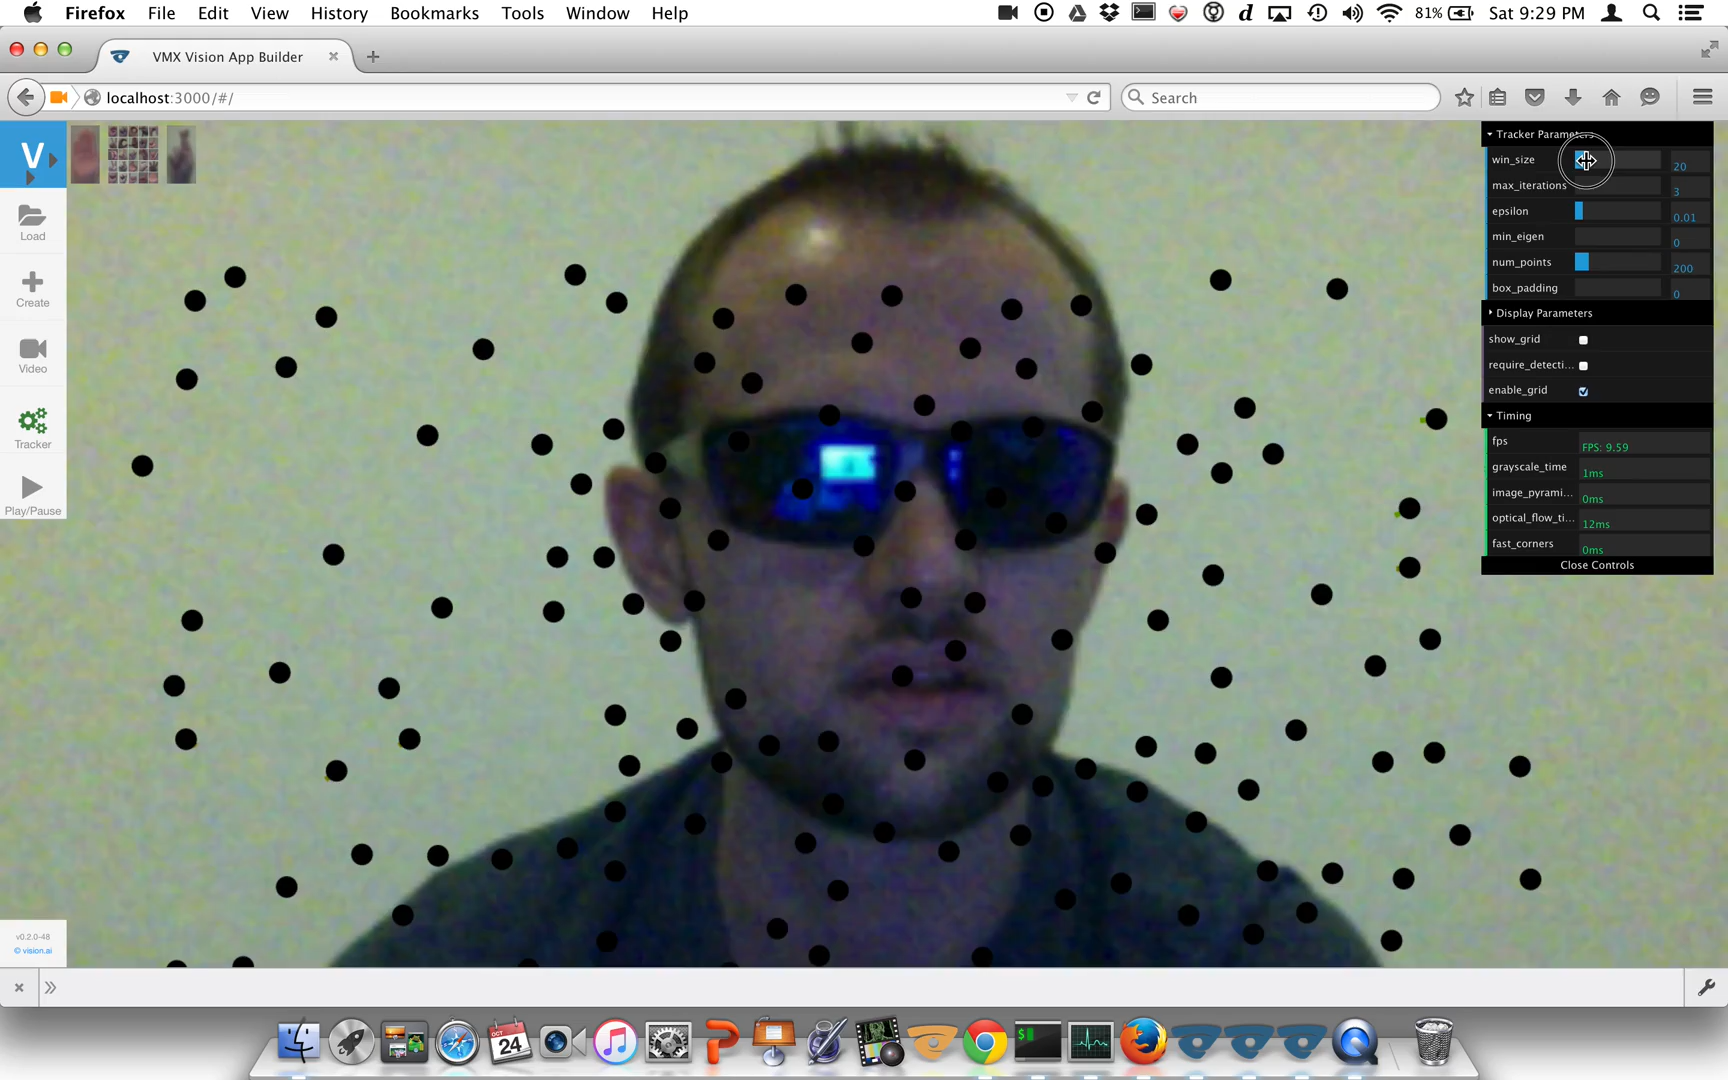 Firefox File Edit View History Bookmarks Tools Window Help 81% Sat 9:29 PM
VMX Vision App Builder
localhost:3000/#/ Search
V
Load
Create
Video
Tracker
Play/Pause
Tracker Parameters
win_size 20
max_iterations 3
epsilon 0.01
min_eigen 0
num_points 200
box_padding 0
Display Parameters
show_grid
require_detecti...
enable_grid
Timing
fps FPS: 9.59
grayscale_time 1ms
image_pyrami... 0ms
optical_flow_ti... 12ms
fast_corners 0ms
Close Controls
v0.2.0-48
© vision.ai
OCT
24